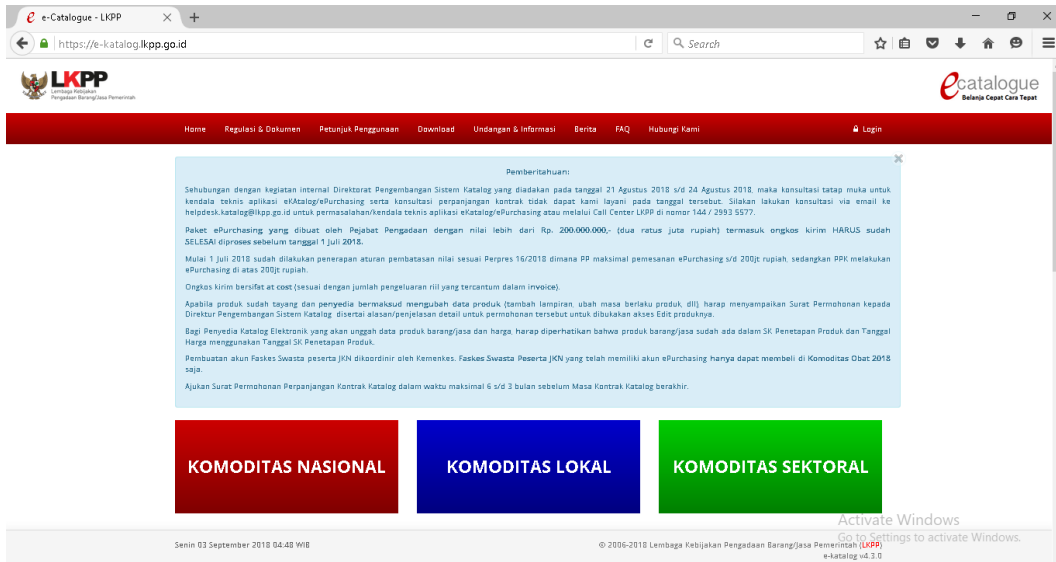 e-Catalogue - LKPP
https://e-katalog.lkpp.go.id
Search
LKPP
Lembaga Kebijakan
Pengadaan Barang/Jasa Pemerintah
ecatalogue
Belanja Cepat Cara Tepat
Home Regulasi & Dokumen Petunjuk Penggunaan Download Undangan & Informasi Berita FAQ Hubungi Kami Login
Pemberitahuan:
Sehubungan dengan kegiatan internal Direktorat Pengembangan Sistem Katalog yang diadakan pada tanggal 21 Agustus 2018 s/d 24 Agustus 2018, maka konsultasi tatap muka untuk
kendala teknis aplikasi eKAtalog/ePurchasing serta konsultasi perpanjangan kontrak tidak dapat kami layani pada tanggal tersebut. Silakan lakukan konsultasi via email ke
helpdesk.katalog@lkpp.go.id untuk permasalahan/kendala teknis aplikasi eKatalog/ePurchasing atau melalui Call Center LKPP di nomor 144 / 2993 5577.
Paket ePurchasing yang dibuat oleh Pejabat Pengadaan dengan nilai lebih dari Rp. 200.000.000,- (dua ratus juta rupiah) termasuk ongkos kirim HARUS sudah
SELESAI diproses sebelum tanggal 1 Juli 2018.
Mulai 1 Juli 2018 sudah dilakukan penerapan aturan pembatasan nilai sesuai Perpres 16/2018 dimana PP maksimal pemesanan ePurchasing s/d 200jt rupiah, sedangkan PPK melakukan
ePurchasing di atas 200jt rupiah.
Ongkos kirim bersifat at cost (sesuai dengan jumlah pengeluaran riil yang tercantum dalam invoice).
Apabila produk sudah tayang dan penyedia bermaksud mengubah data produk (tambah lampiran, ubah masa berlaku produk, dll), harap menyampaikan Surat Permohonan kepada
Direktur Pengembangan Sistem Katalog disertai alasan/penjelasan detail untuk permohonan tersebut untuk dibukakan akses Edit produknya.
Bagi Penyedia Katalog Elektronik yang akan unggah data produk barang/jasa dan harga, harap diperhatikan bahwa produk barang/jasa sudah ada dalam SK Penetapan Produk dan Tanggal
Harga menggunakan Tanggal SK Penetapan Produk.
Pembuatan akun Faskes Swasta peserta JKN dikoordinir oleh Kemenkes. Faskes Swasta Peserta JKN yang telah memiliki akun ePurchasing hanya dapat membeli di Komoditas Obat 2018
saja.
Ajukan Surat Permohonan Perpanjangan Kontrak Katalog dalam waktu maksimal 6 s/d 3 bulan sebelum Masa Kontrak Katalog berakhir.
KOMODITAS NASIONAL KOMODITAS LOKAL KOMODITAS SEKTORAL
Activate Windows
Go to Settings to activate Windows.
Senin 03 September 2018 04:48 WIB
© 2006-2018 Lembaga Kebijakan Pengadaan Barang/Jasa Pemerintah (LKPP)
e-katalog v4.3.0